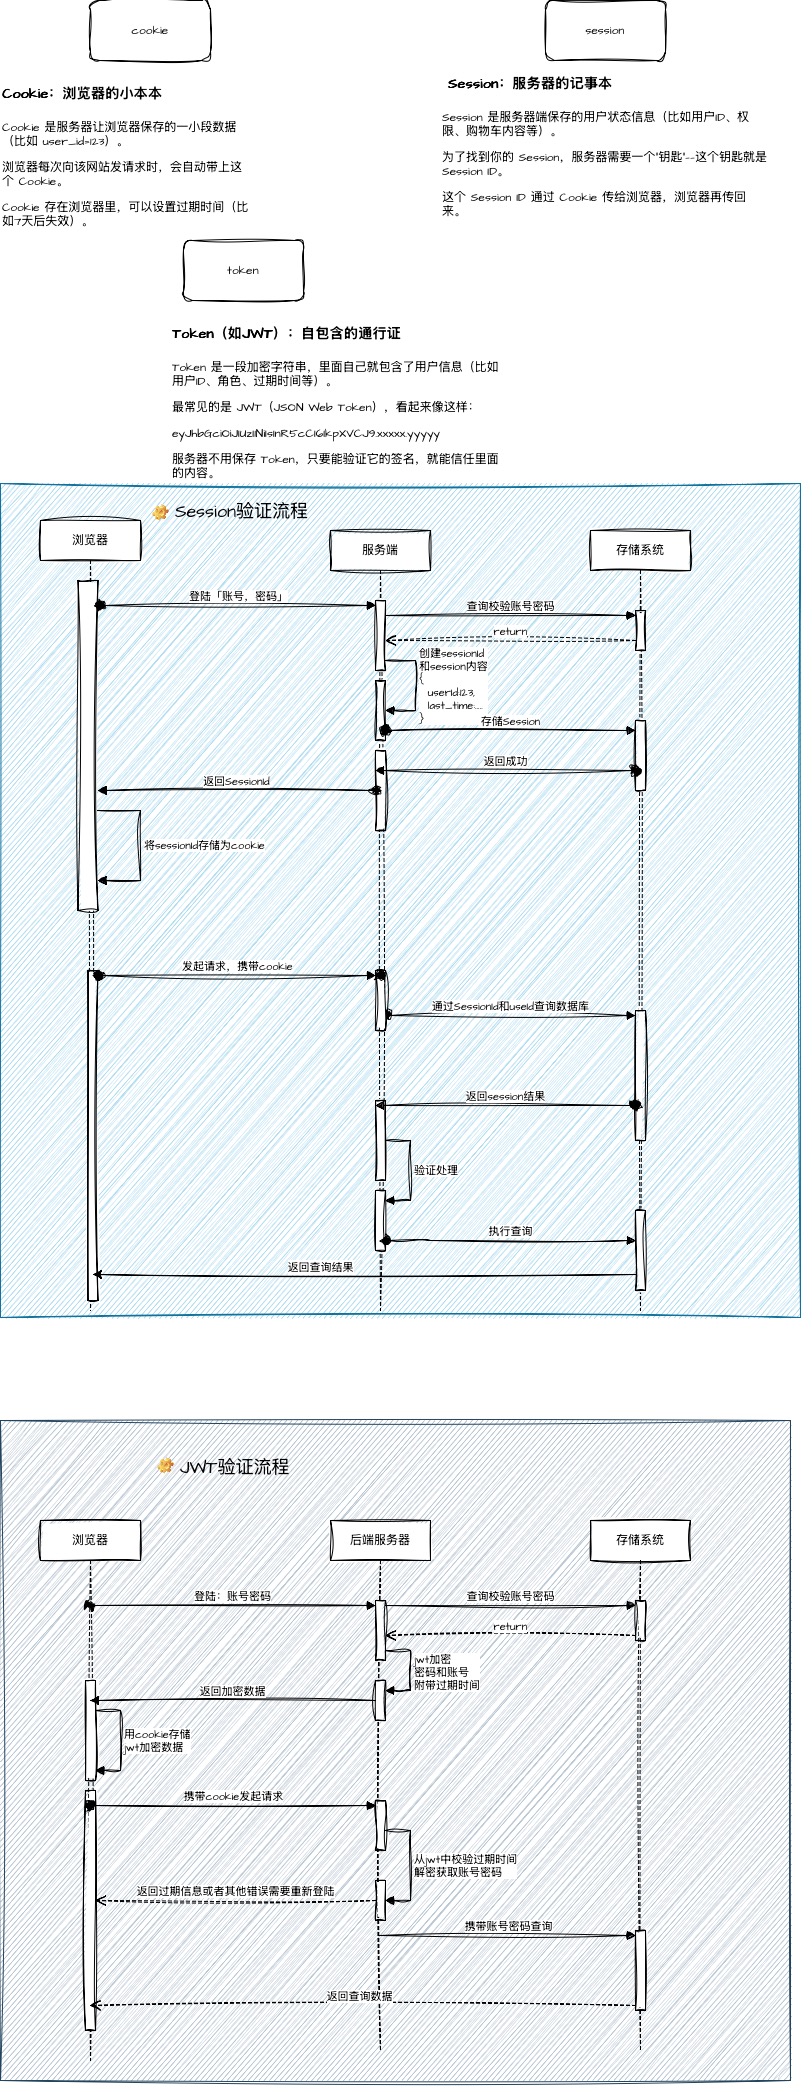 cookie
session
Cookie：浏览器的小本本
Cookie 是服务器让浏览器保存的一小段数据
（比如 user_id=123）。
浏览器每次向该网站发请求时，会自动带上这
个 Cookie。
Cookie 存在浏览器里，可以设置过期时间（比
如7天后失效）。
Session：服务器的记事本
Session 是服务器端保存的用户状态信息（比如用户ID、权
限、购物车内容等）。
为了找到你的 Session，服务器需要一个"钥匙"--这个钥匙就是
Session ID。
这个 Session ID 通过 Cookie 传给浏览器，浏览器再传回
来。
token
Token（如JWT）：自包含的通行证
Token 是一段加密字符串，里面自己就包含了用户信息（比如
用户ID、角色、过期时间等）。
最常见的是 JWT（JSON Web Token），看起来像这样：
服务器不用保存 Token，只要能验证它的签名，就能信任里面
的内容。
Session验证流程
浏览器
服务端
存储系统
登陆「账号，密码」
查询校验账号密码
return
创建sessionId
和session内容
{
userId:123,
last_time:...
}
存储Session
返回成功
返回SessionId
将sessionId存储为cookie
发起请求，携带cookie
通过SessionId和useId查询数据库
返回session结果
验证处理
执行查询
返回查询结果
JWT验证流程
浏览器
后端服务器
存储系统
登陆：账号密码
查询校验账号密码
return
jwt加密
密码和账号
附带过期时间
返回加密数据
用cookie存储
jwt加密数据
携带cookie发起请求
从jwt中校验过期时间
解密获取账号密码
返回过期信息或者其他错误需要重新登陆
携带账号密码查询
返回查询数据